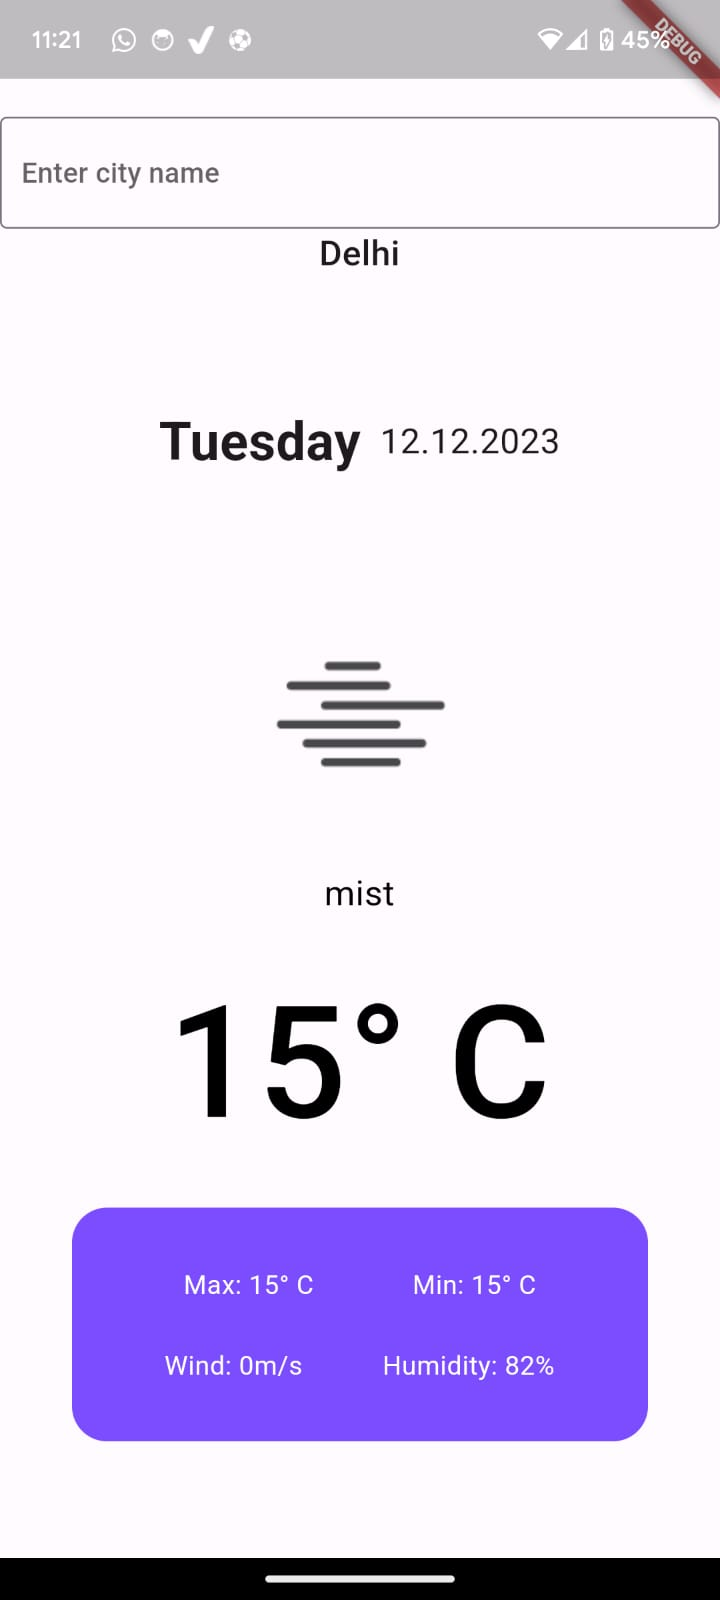 11:21 45%
DEBUG
Enter city name
Delhi
Tuesday 12.12.2023
mist
15° C
Max: 15° C Min: 15° C
Wind: 0m/s Humidity: 82%